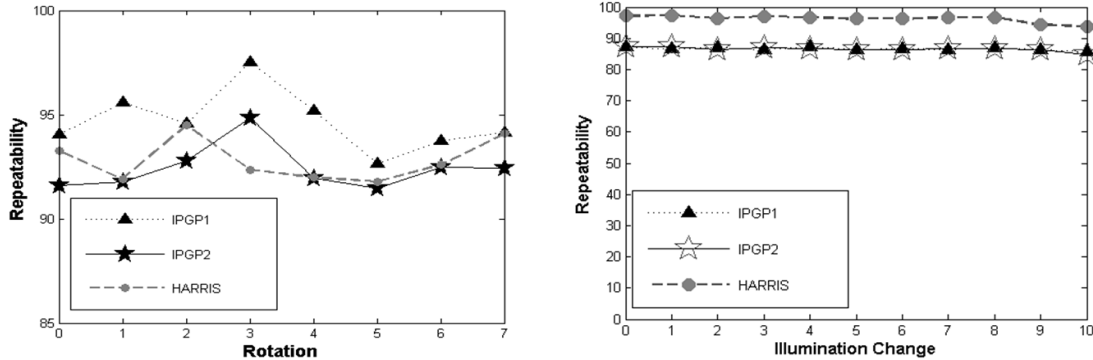 100
95
90
85
Repeatability
IPGP1
IPGP2
HARRIS
0 1 2 3 4 5 6 7
Rotation
100
90
80
70
60
50
40
30
20
10
0
Repeatability
IPGP1
IPGP2
HARRIS
0 1 2 3 4 5 6 7 8 9 10
Illumination Change